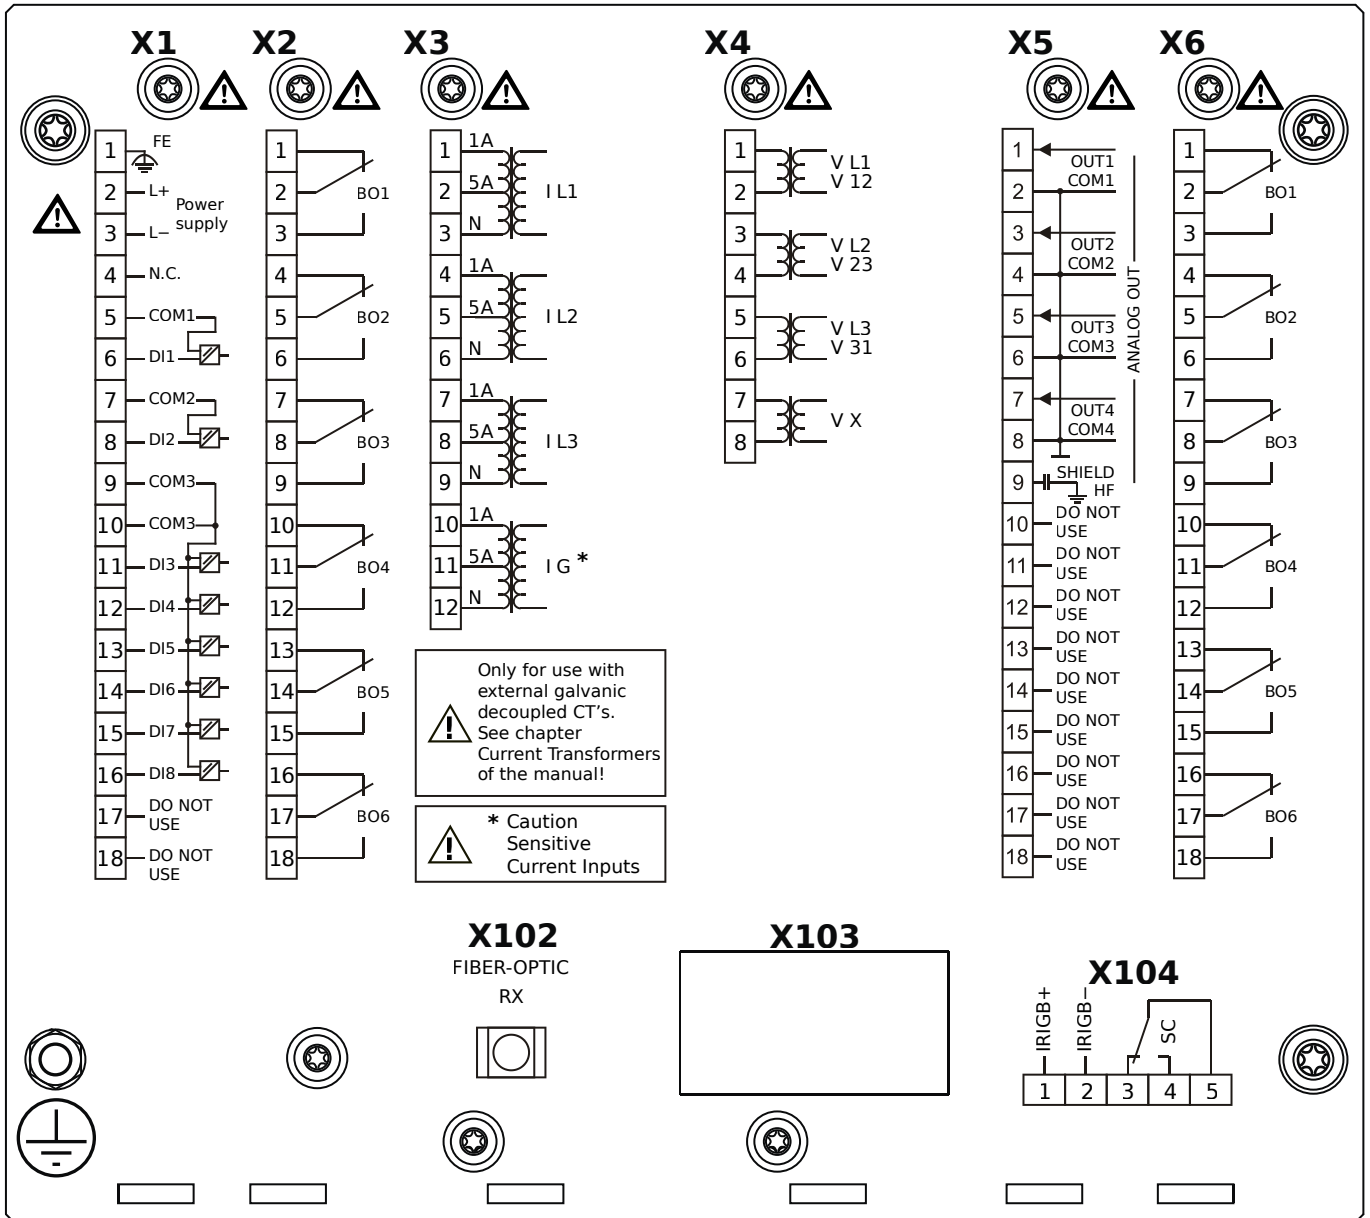 X1
X2
X3
X4
X5
X6
1 FE
2 L+
Power
supply
3 L−
4 N.C.
5 COM1
6 DI1
7 COM2
8 DI2
9 COM3
10 COM3
11 DI3
12 DI4
13 DI5
14 DI6
15 DI7
16 DI8
17 DO NOT
USE
18 DO NOT
USE
1
2 BO1
3
4
5 BO2
6
7
8 BO3
9
10
11 BO4
12
13
14 BO5
15
16
17 BO6
18
1 1A
2 5A I L1
3 N
4 1A
5 5A I L2
6 N
7 1A
8 5A I L3
9 N
10 1A
11 5A I G *
12 N
Only for use with
external galvanic
decoupled CT's.
See chapter
Current Transformers
of the manual!
* Caution
Sensitive
Current Inputs
1 V L1
2 V 12
3 V L2
4 V 23
5 V L3
6 V 31
7 V X
8
1 OUT1
2 COM1
3 OUT2
4 COM2
5 OUT3
6 COM3
7 OUT4
8 COM4
ANALOG OUT
9 SHIELD
HF
10 DO NOT
USE
11 DO NOT
USE
12 DO NOT
USE
13 DO NOT
USE
14 DO NOT
USE
15 DO NOT
USE
16 DO NOT
USE
17 DO NOT
USE
18 DO NOT
USE
1
2 BO1
3
4
5 BO2
6
7
8 BO3
9
10
11 BO4
12
13
14 BO5
15
16
17 BO6
18
X102
FIBER-OPTIC
RX
X103
X104
IRIGB+
IRIGB−
SC
1 2 3 4 5